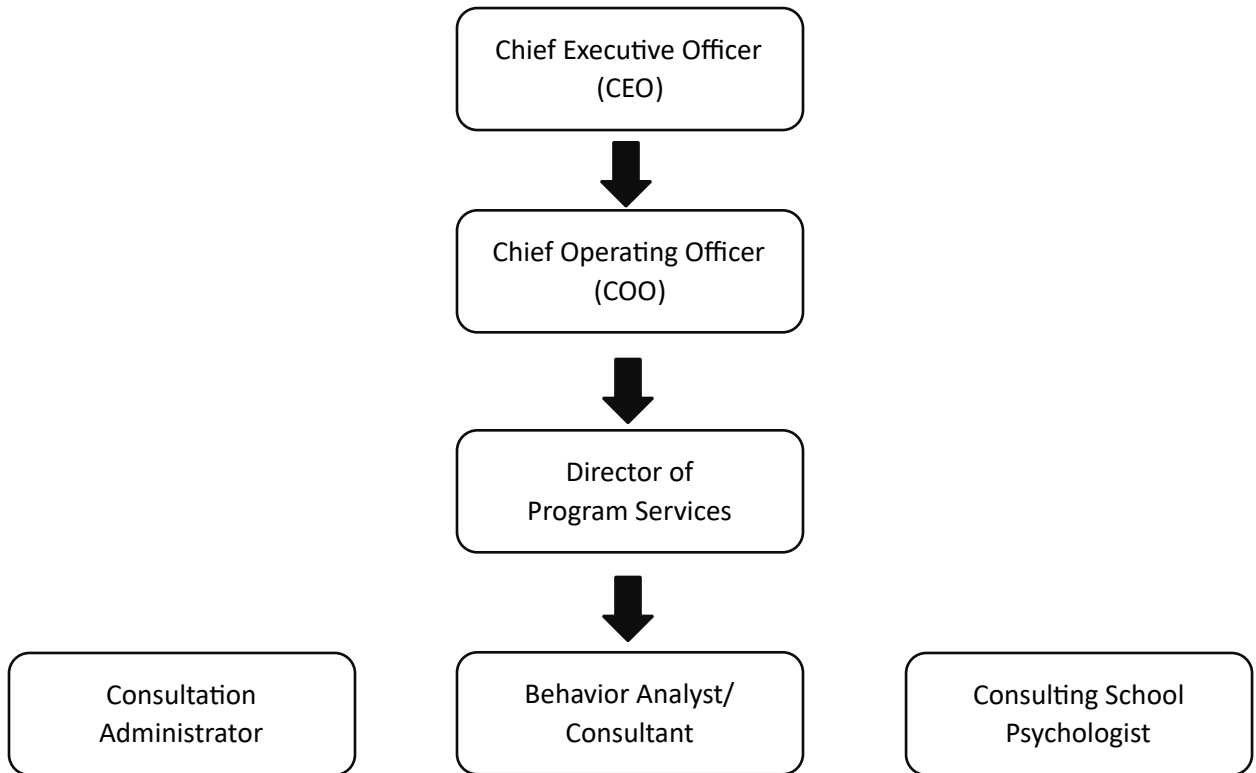 Chief Executive Officer
(CEO)
Chief Operating Officer
(COO)
Director of
Program Services
Consultation
Administrator
Behavior Analyst/
Consultant
Consulting School
Psychologist